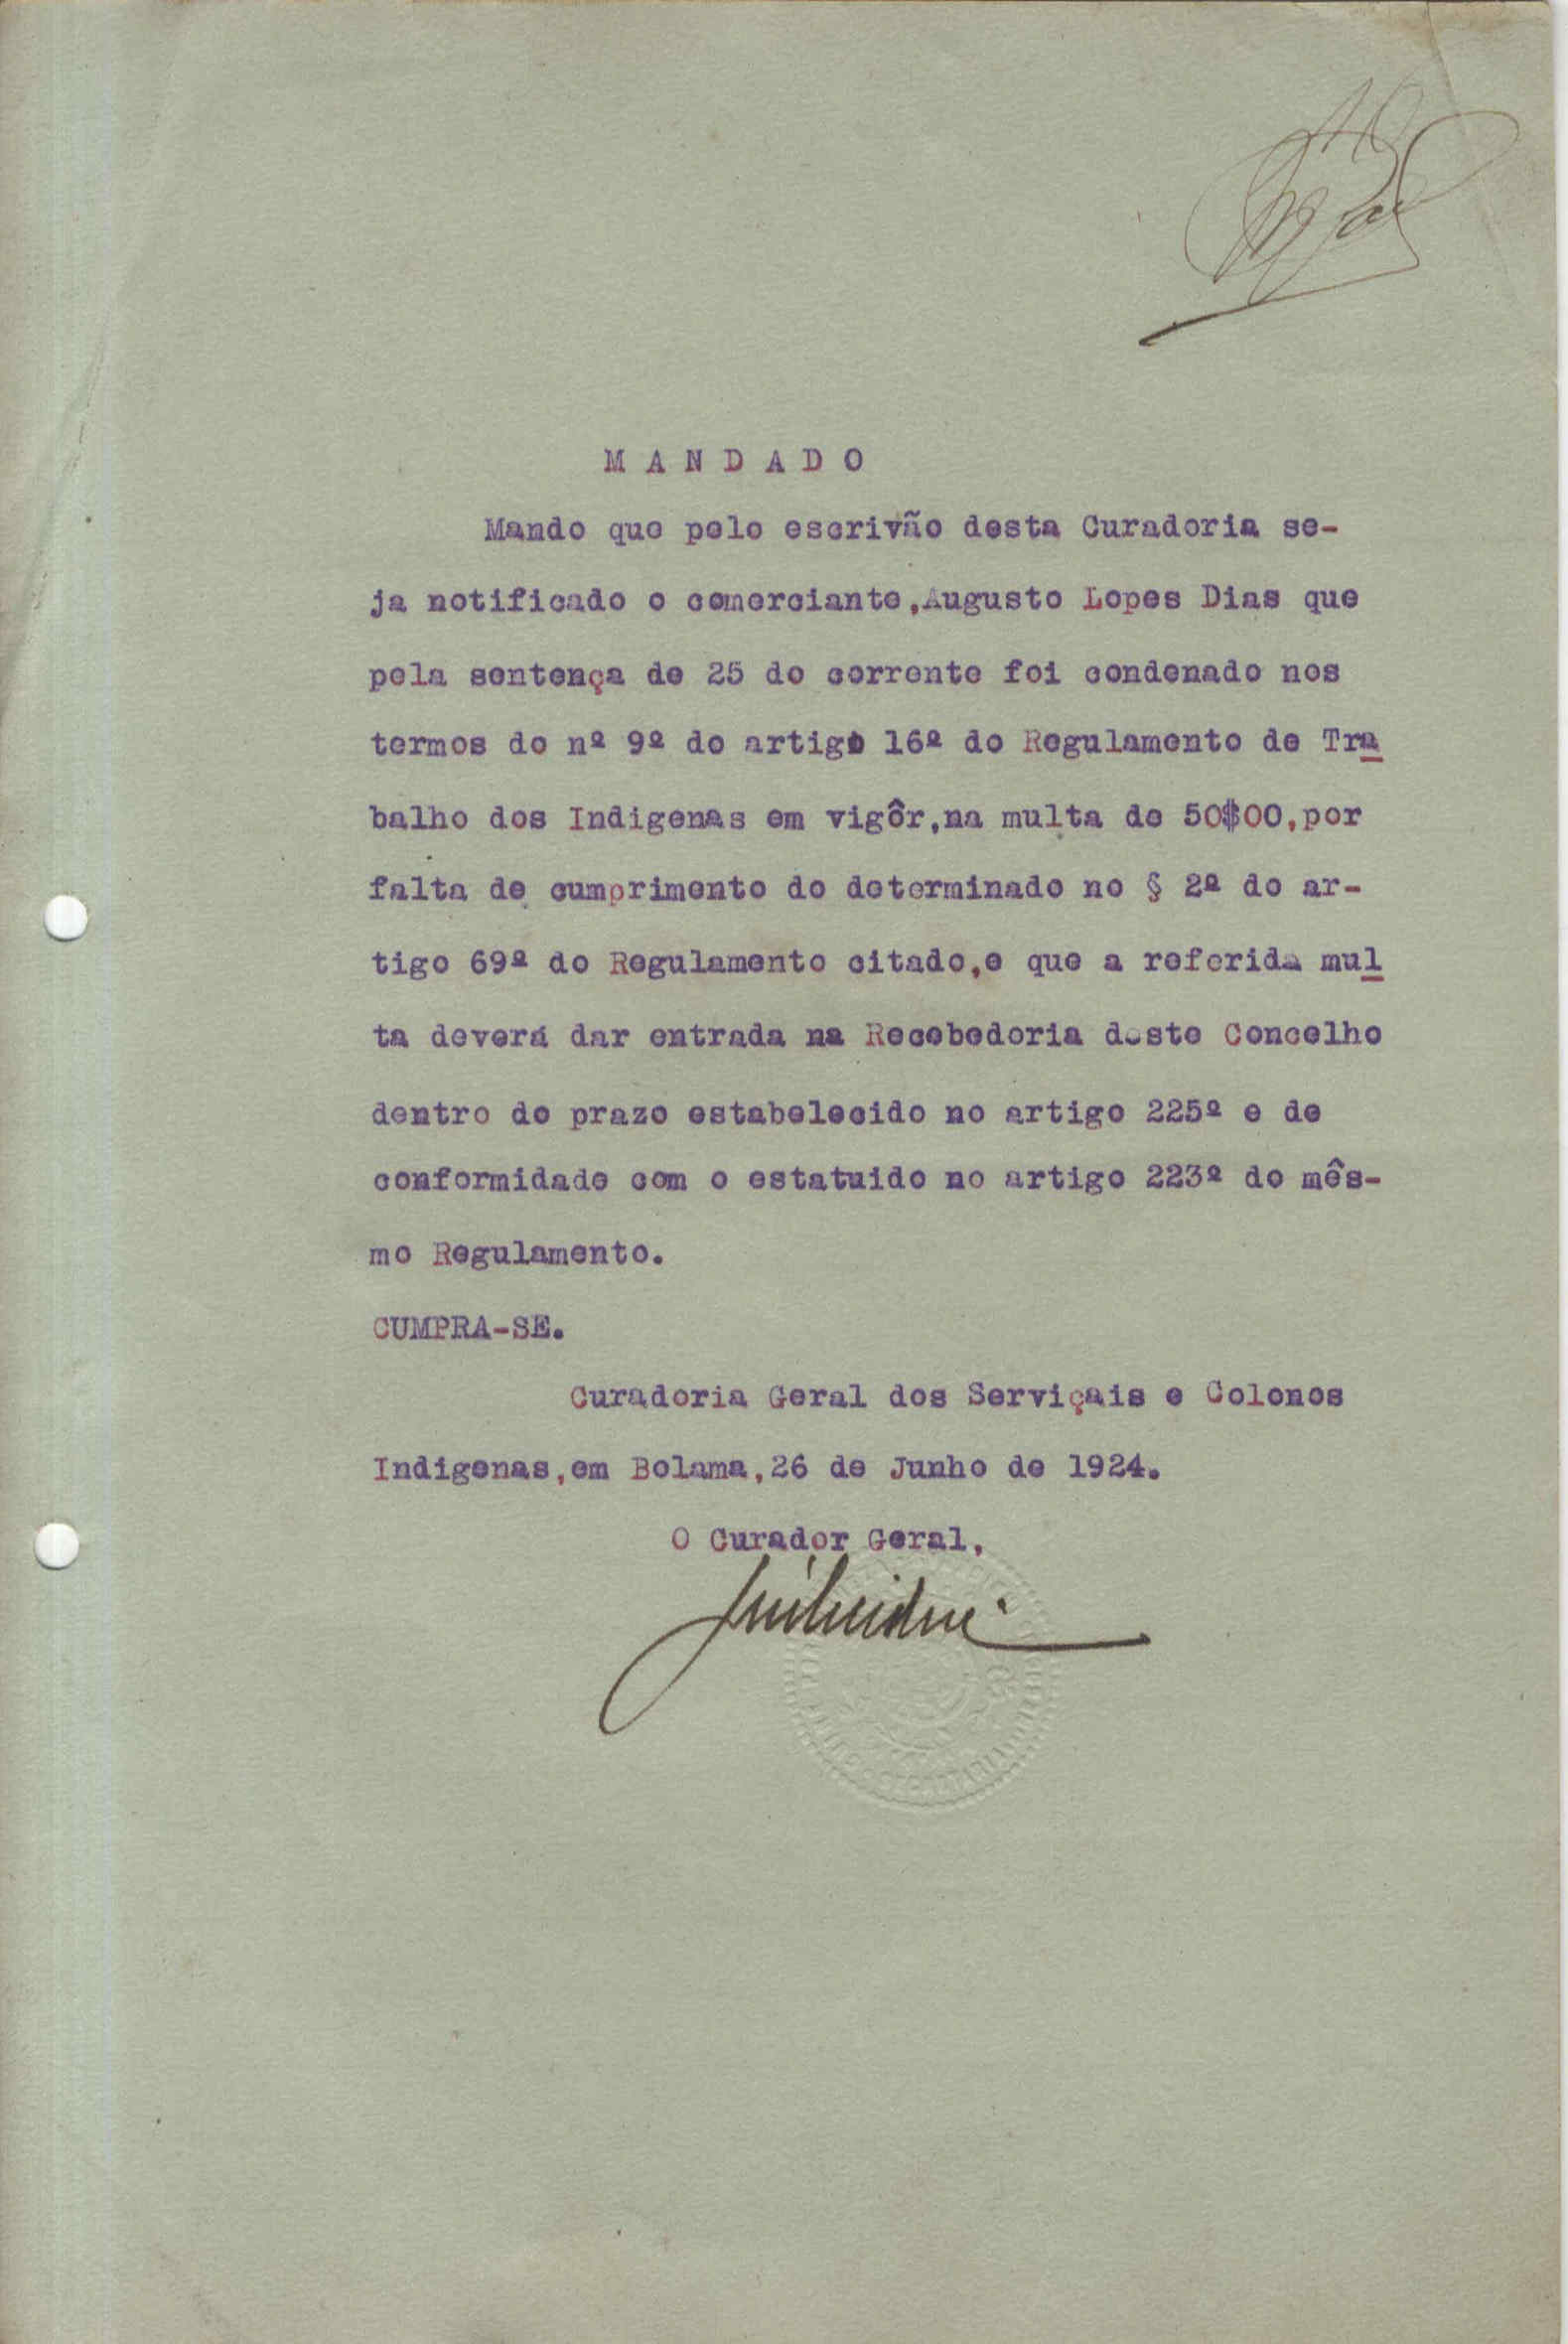 MANDADO
Mando que pelo escrivão desta Curadoria se-
ja notificado o comerciante,Augusto Lopes Dias que
pela sentença de 25 do corrente foi condenado nos
termos do nº 9º do artigo 16º do Regulamento de Tra
balho dos Indigenas em vigôr,na multa de 50$00,por
falta de cumprimento do determinado no § 2º do ar-
tigo 69º do Regulamento citado,e que a referida mul
ta deverá dar entrada na Recebedoria deste Concelho
dentro do prazo estabelecido no artigo 225º e de
conformidade com o estatuido no artigo 223º do mês-
mo Regulamento.
CUMPRA-SE.
Curadoria Geral dos Serviçais e Colonos
Indigenas,em Bolama,26 de Junho de 1924.
O Curador Geral,